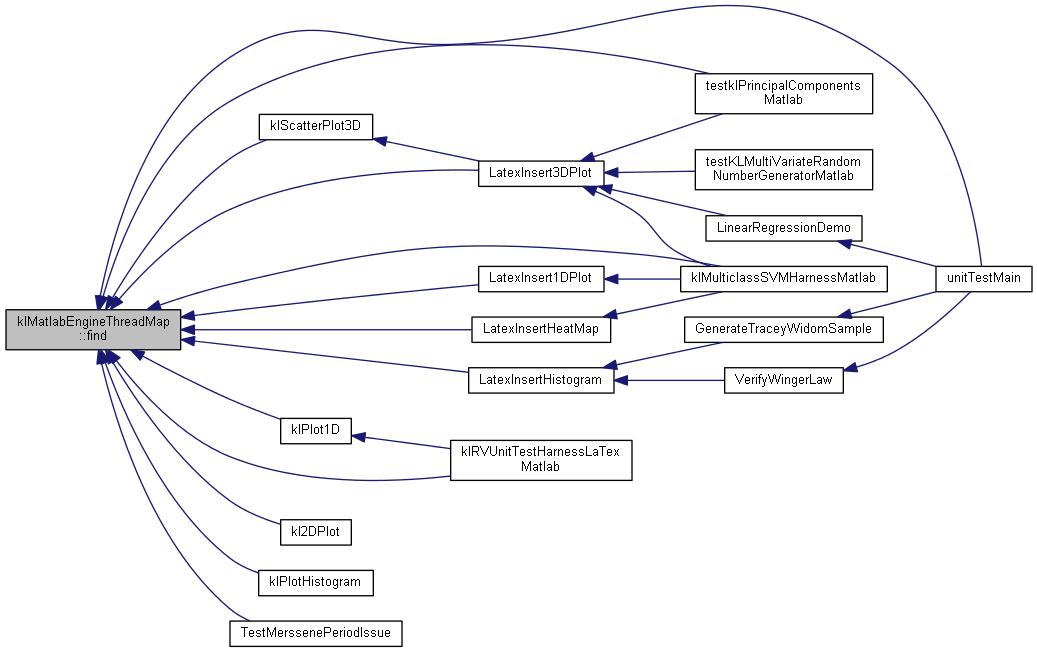 testklPrincipalComponents
Matlab
klScatterPlot3D
testKLMultiVariateRandom
NumberGeneratorMatlab
LatexInsert3DPlot
LinearRegressionDemo
LatexInsert1DPlot
klMulticlassSVMHarnessMatlab
unitTestMain
klMatlabEngineThreadMap
::find
LatexInsertHeatMap
GenerateTraceyWidomSample
LatexInsertHistogram
VerifyWingerLaw
klPlot1D
klRVUnitTestHarnessLaTex
Matlab
kl2DPlot
klPlotHistogram
TestMerssenePeriodIssue